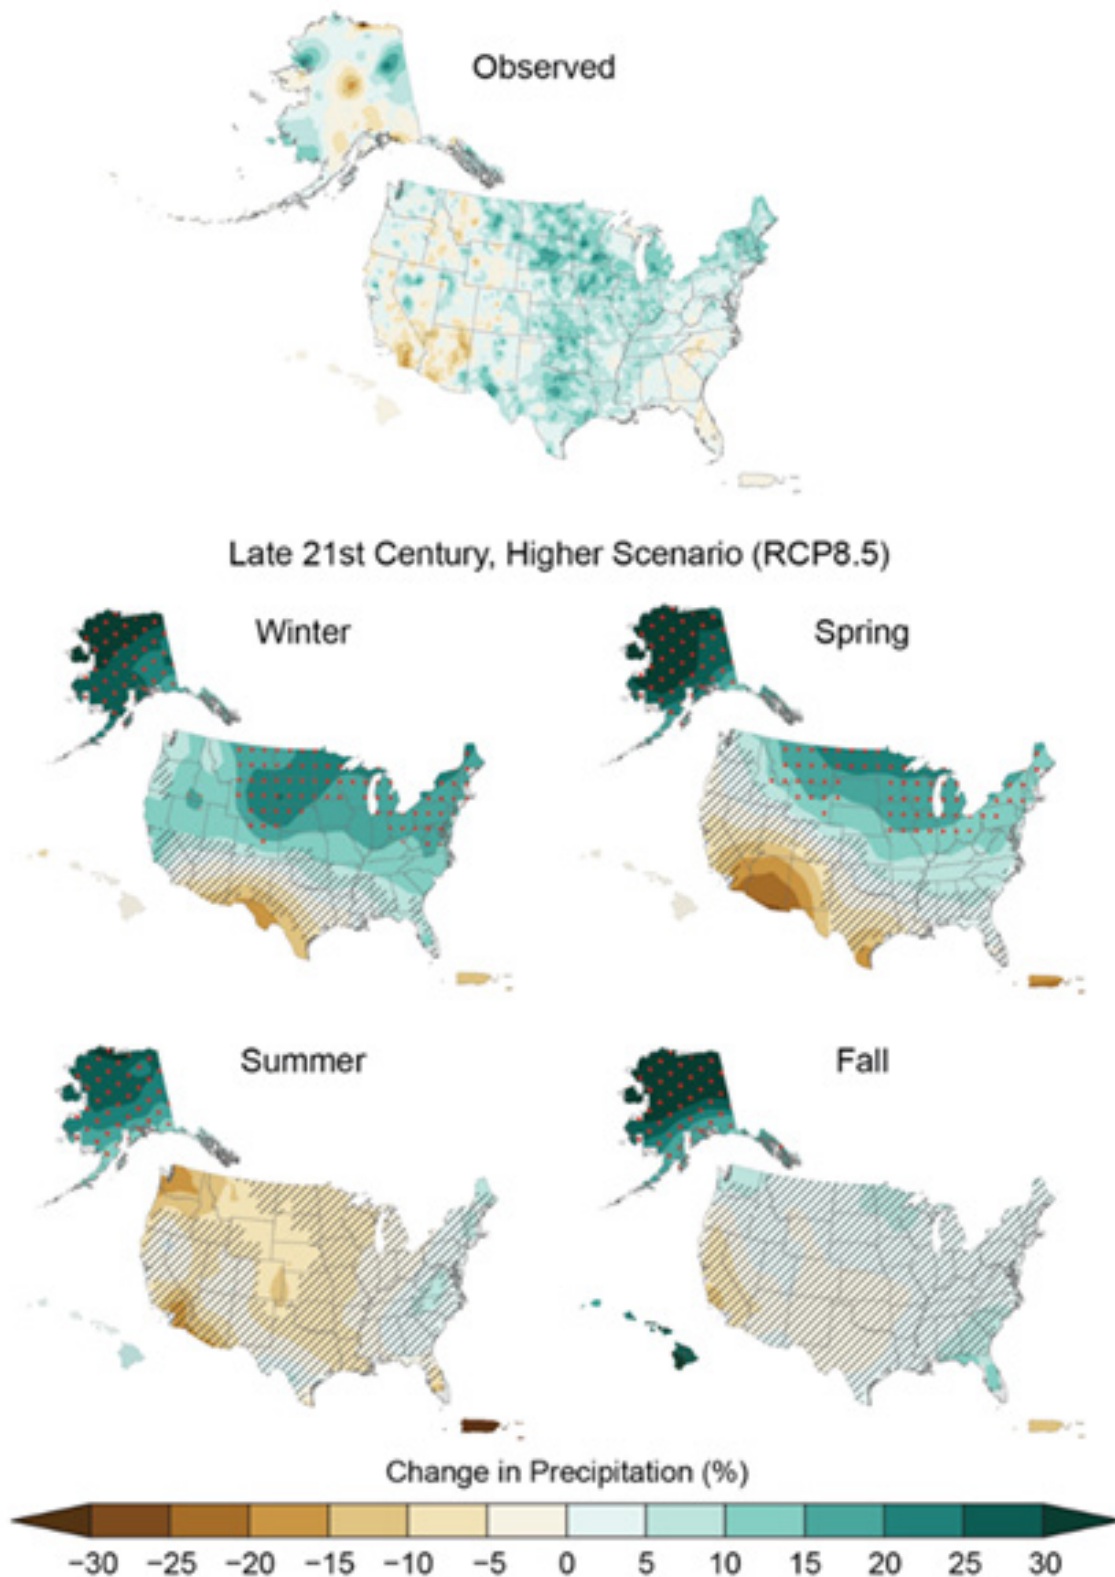 Observed
Late 21st Century, Higher Scenario (RCP8.5)
Winter
Spring
Summer
Fall
Change in Precipitation (%)
−30 −25 −20 −15 −10 −5 0 5 10 15 20 25 30